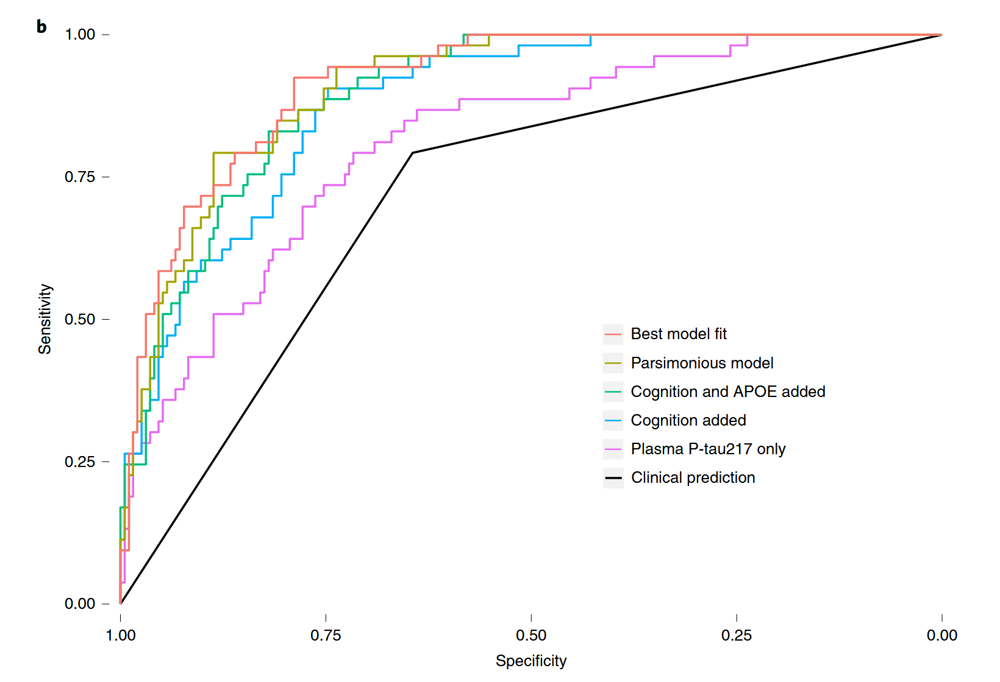 b
1.00
0.75
0.50
0.25
0.00
Sensitivity
Best model fit
Parsimonious model
Cognition and APOE added
Cognition added
Plasma P-tau217 only
Clinical prediction
1.00 0.75 0.50 0.25 0.00
Specificity